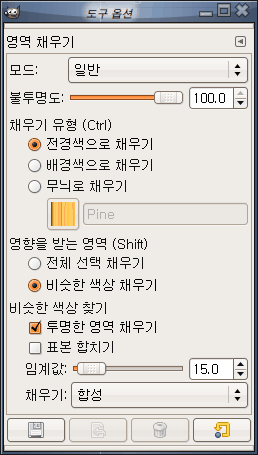 도구 옵션
영역 채우기
모드: 일반
불투명도: 100.0
채우기 유형 (Ctrl)
전경색으로 채우기
배경색으로 채우기
무늬로 채우기
Pine
영향을 받는 영역 (Shift)
전체 선택 채우기
비슷한 색상 채우기
비슷한 색상 찾기
투명한 영역 채우기
표본 합치기
임계값: 15.0
채우기: 합성